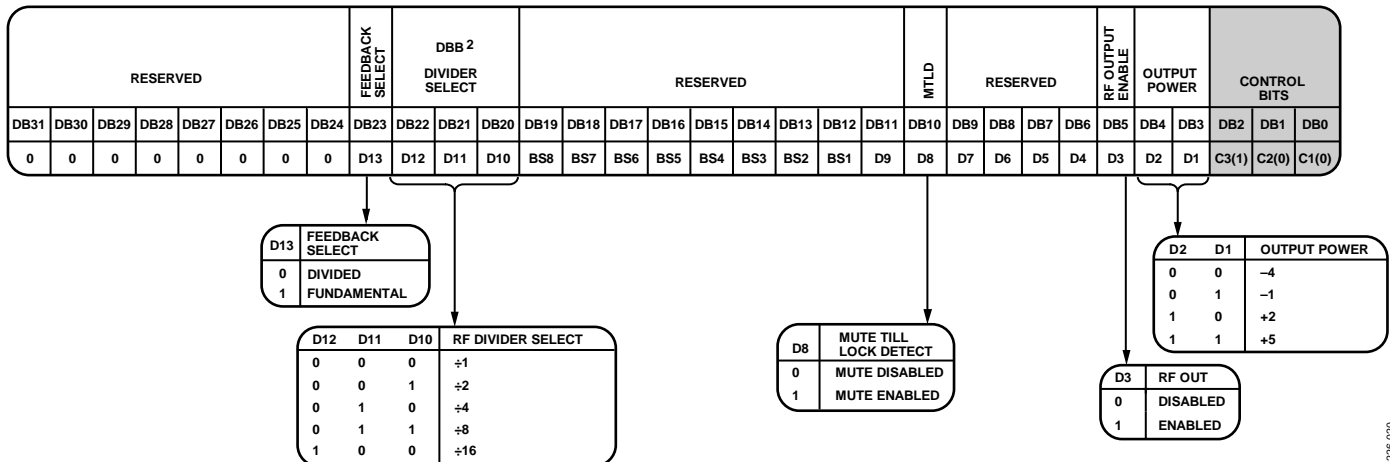 RESERVED
FEEDBACK
SELECT
DBB 2
DIVIDER
SELECT
RESERVED
MTLD
RESERVED
RF OUTPUT
ENABLE
OUTPUT
POWER
CONTROL
BITS
DB31 DB30 DB29 DB28 DB27 DB26 DB25 DB24 DB23 DB22 DB21 DB20 DB19 DB18 DB17 DB16 DB15 DB14 DB13 DB12 DB11 DB10 DB9 DB8 DB7 DB6 DB5 DB4 DB3 DB2 DB1 DB0
0 0 0 0 0 0 0 0 D13 D12 D11 D10 BS8 BS7 BS6 BS5 BS4 BS3 BS2 BS1 D9 D8 D7 D6 D5 D4 D3 D2 D1 C3(1) C2(0) C1(0)
D13 FEEDBACK
SELECT
0 DIVIDED
1 FUNDAMENTAL
D12 D11 D10 RF DIVIDER SELECT
0 0 0 ÷1
0 0 1 ÷2
0 1 0 ÷4
0 1 1 ÷8
1 0 0 ÷16
D8 MUTE TILL
LOCK DETECT
0 MUTE DISABLED
1 MUTE ENABLED
D3 RF OUT
0 DISABLED
1 ENABLED
D2 D1 OUTPUT POWER
0 0 –4
0 1 –1
1 0 +2
1 1 +5